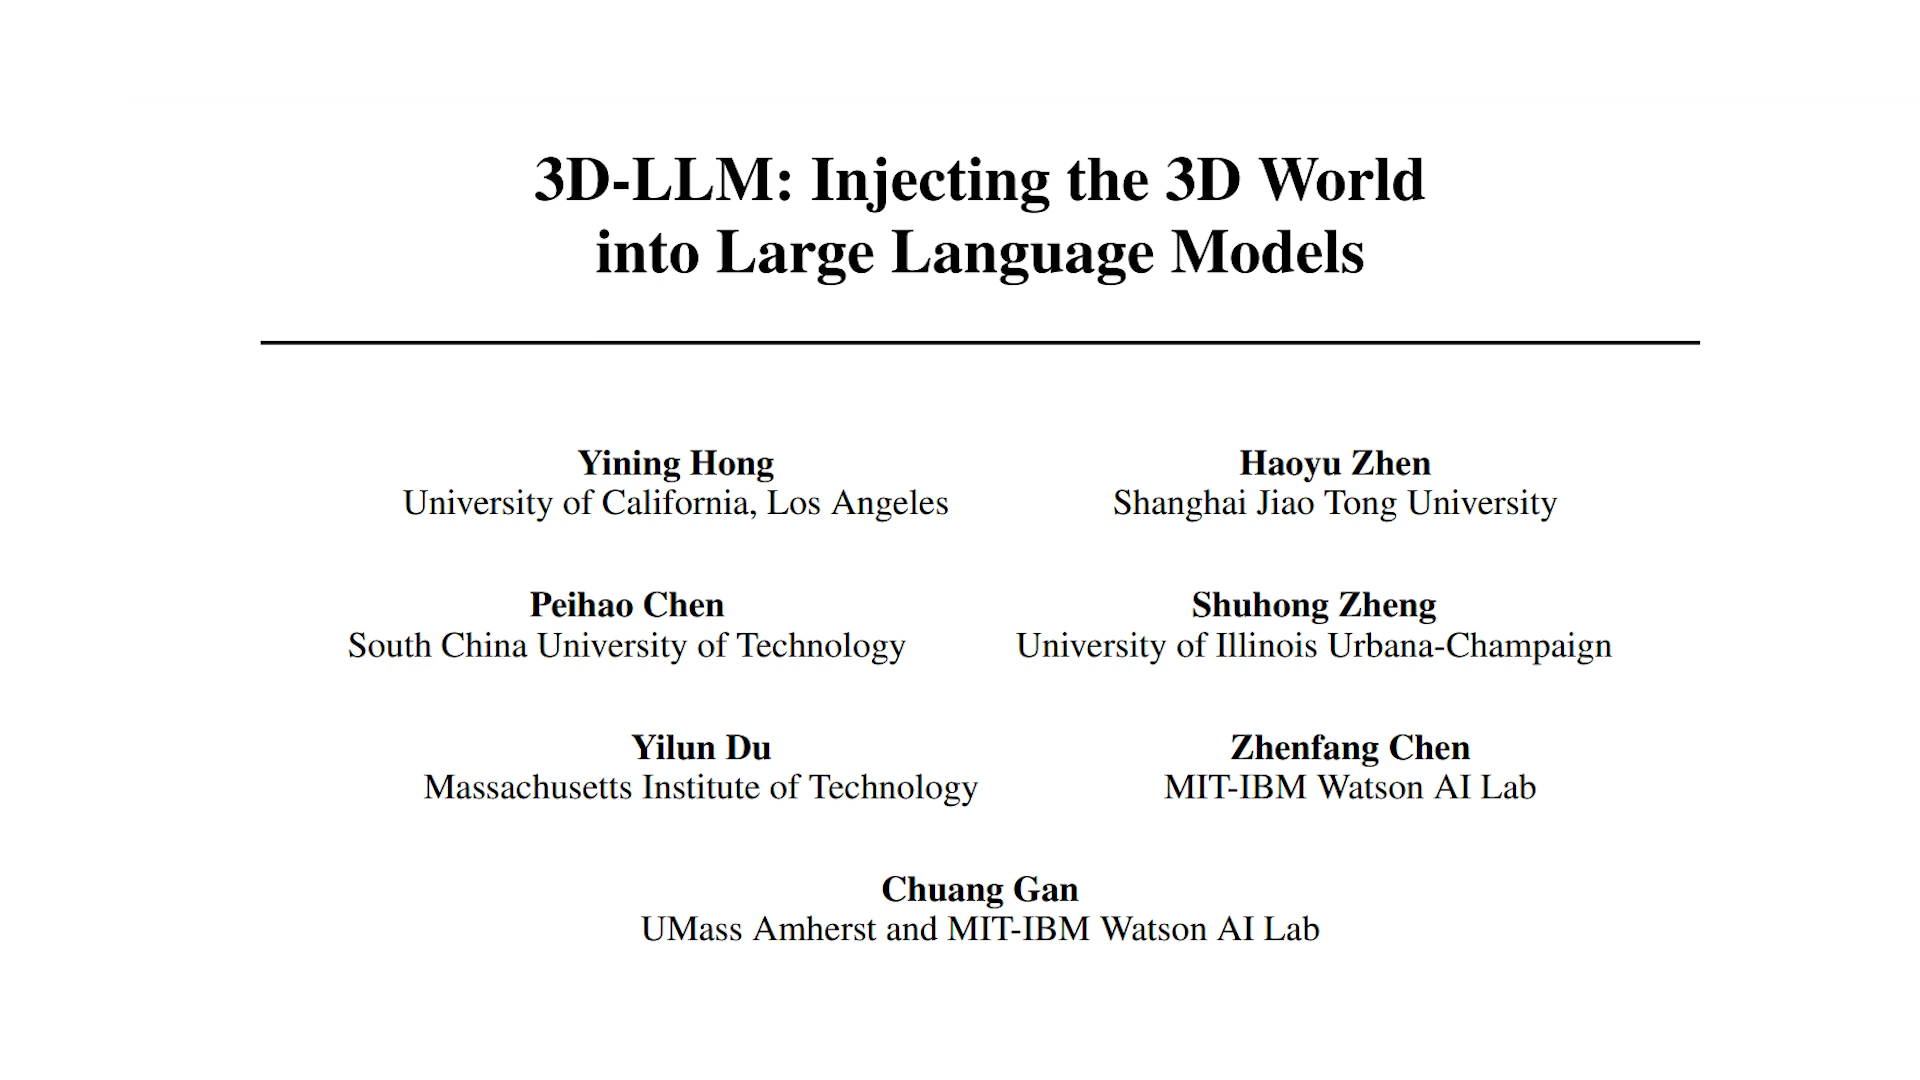 3D-LLM: Injecting the 3D World
into Large Language Models
Yining Hong
University of California, Los Angeles
Haoyu Zhen
Shanghai Jiao Tong University
Peihao Chen
South China University of Technology
Shuhong Zheng
University of Illinois Urbana-Champaign
Yilun Du
Massachusetts Institute of Technology
Zhenfang Chen
MIT-IBM Watson AI Lab
Chuang Gan
UMass Amherst and MIT-IBM Watson AI Lab